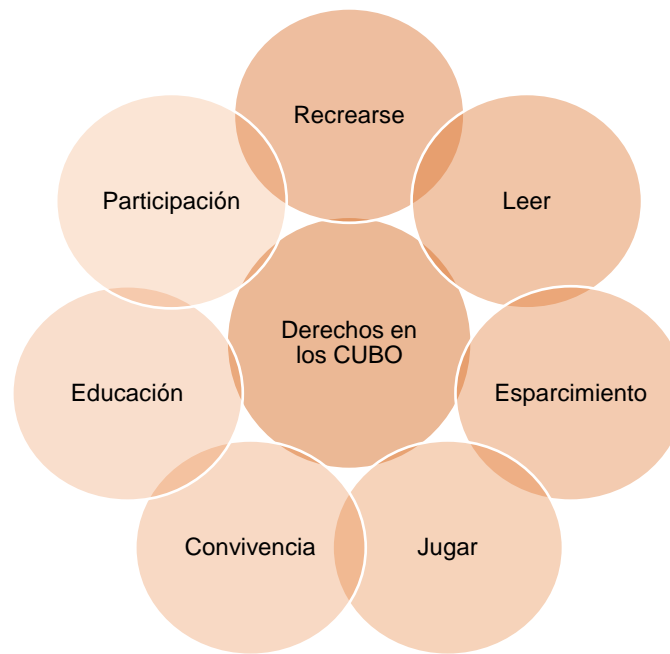 Recrearse
Participación
Leer
Derechos en
los CUBO
Educación
Esparcimiento
Convivencia
Jugar